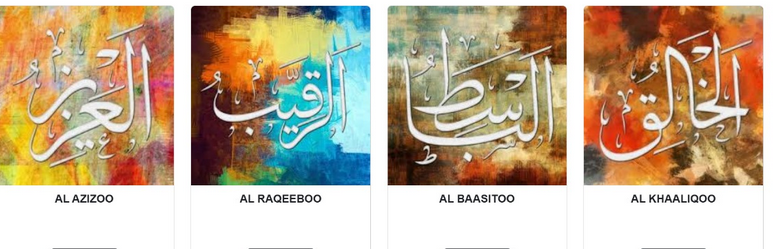 العزيز
الرقيب
الباسط
الخالق
AL AZIZOO
AL RAQEEBOO
AL BAASITOO
AL KHAALIQOO